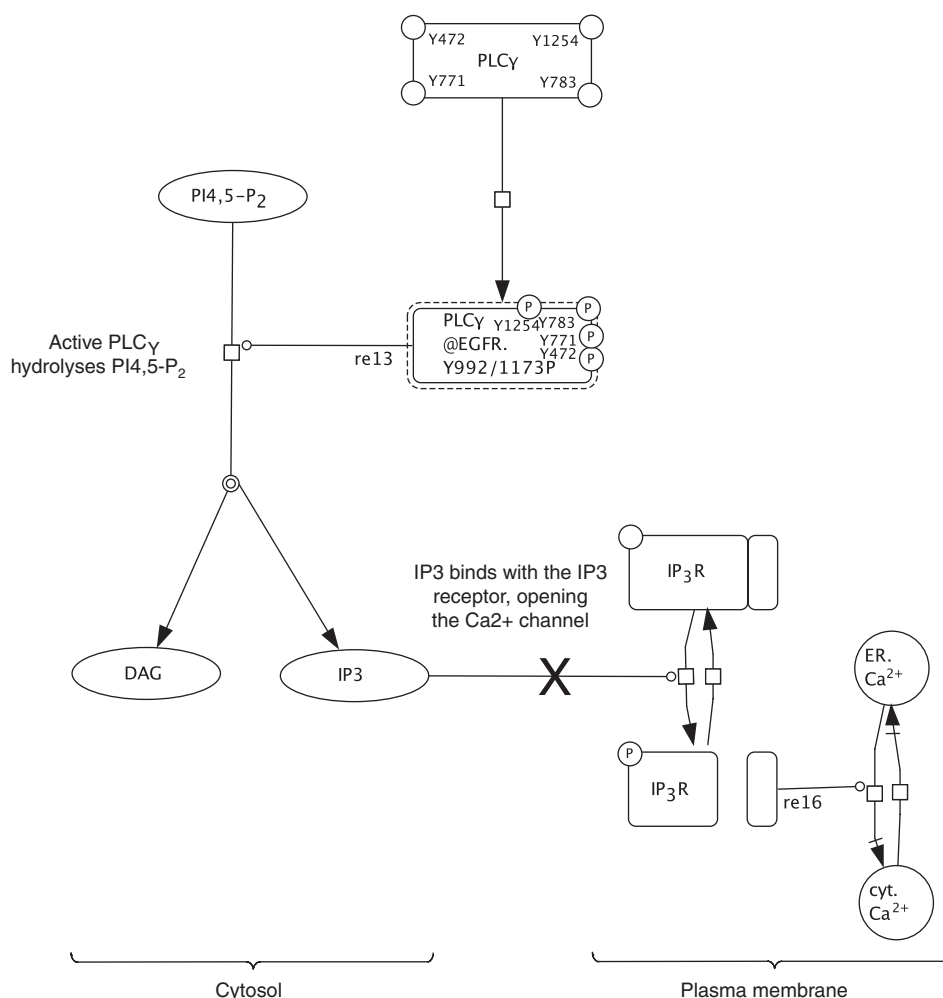 Y472
Y1254
PLCγ
Y771
Y783
PI4,5-P2
P
P
PLCγ
Y1254
Y783
@EGFR.
Y771
P
Y472
P
Y992/1173P
re13
Active PLCγ
hydrolyses PI4,5-P2
IP3 binds with the IP3
receptor, opening
the Ca2+ channel
IP3R
DAG
IP3
X
ER.
Ca2+
P
IP3R
re16
cyt.
Ca2+
Cytosol
Plasma membrane